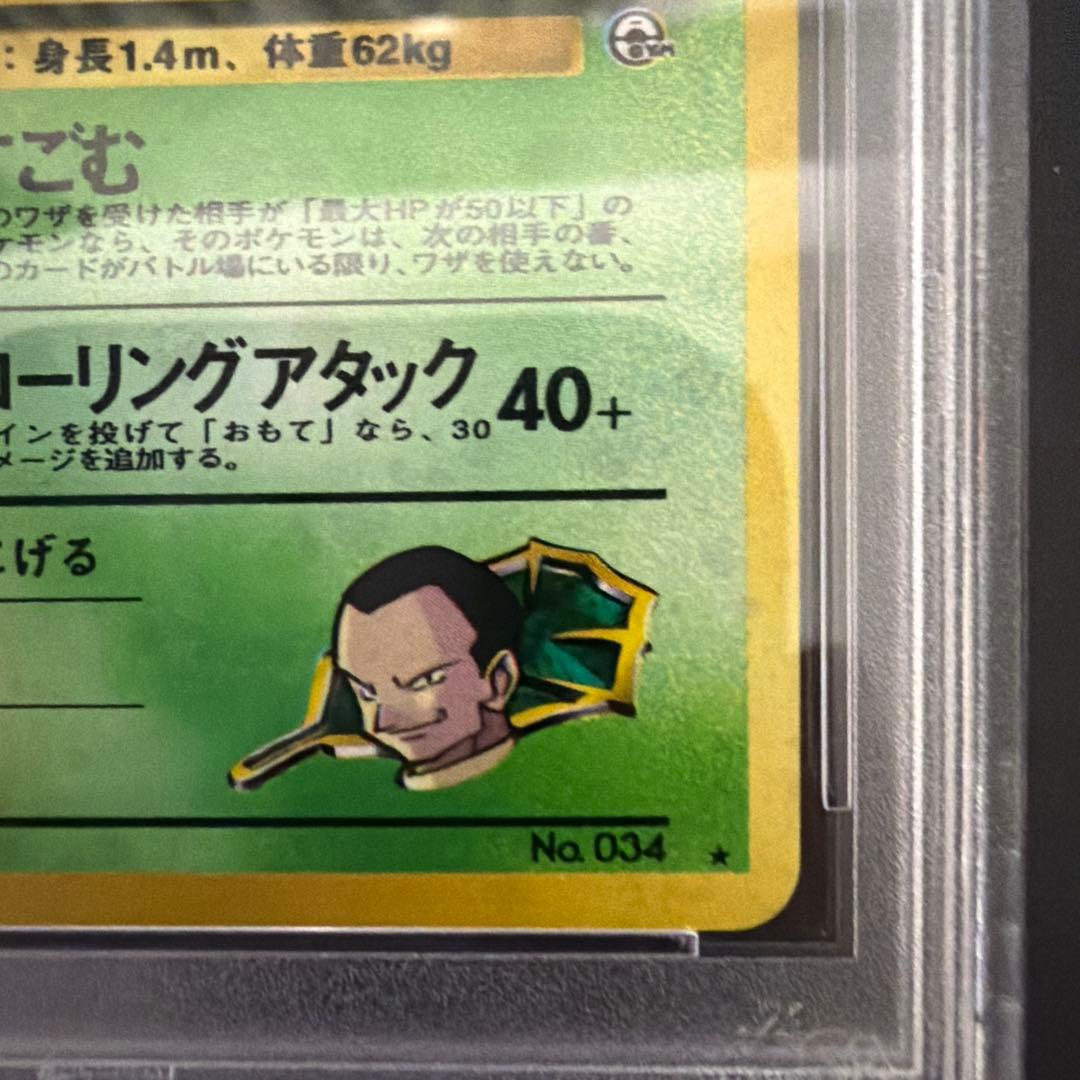 ：身長1.4m、体重62kg
すごむ
のワザを受けた相手が「最大HPが50以下」の
ケモンなら、そのポケモンは、次の相手の番、
のカードがバトル場にいる限り、ワザを使えない。
ローリングアタック 40+
インを投げて「おもて」なら、30
メージを追加する。
にげる
No. 034 ★